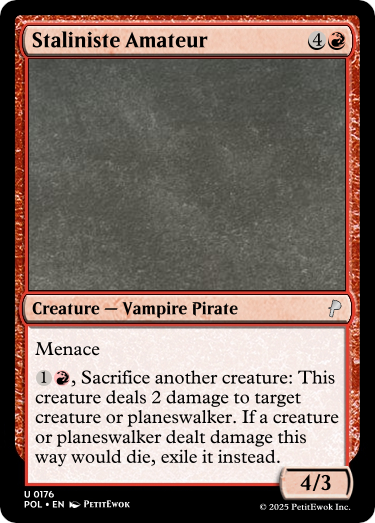 Staliniste Amateur 4
Creature — Vampire Pirate
Menace
1, Sacrifice another creature: This
creature deals 2 damage to target
creature or planeswalker. If a creature
or planeswalker dealt damage this
way would die, exile it instead.
4/3
U 0176
POL • EN PetitEwok
© 2025 PetitEwok Inc.